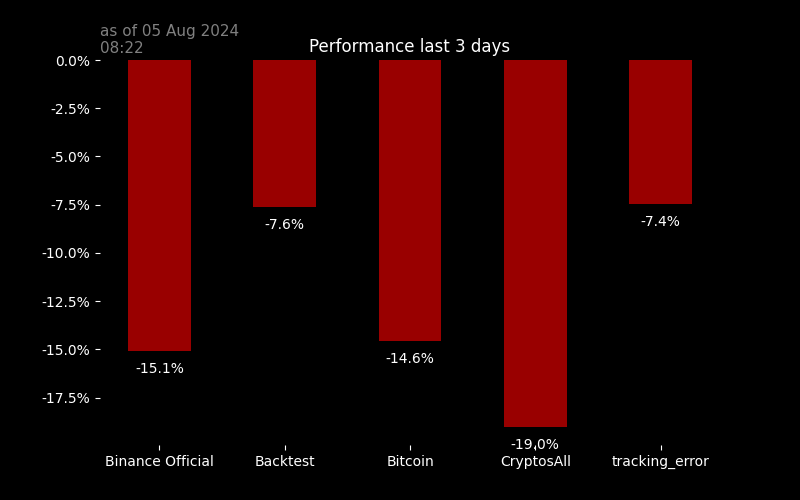 as of 05 Aug 2024
08:22
Performance last 3 days
0.0%
-2.5%
-5.0%
-7.5%
-10.0%
-12.5%
-15.0%
-17.5%
-15.1%
-7.6%
-14.6%
-19.0%
-7.4%
Binance Official
Backtest
Bitcoin
CryptosAll
tracking_error